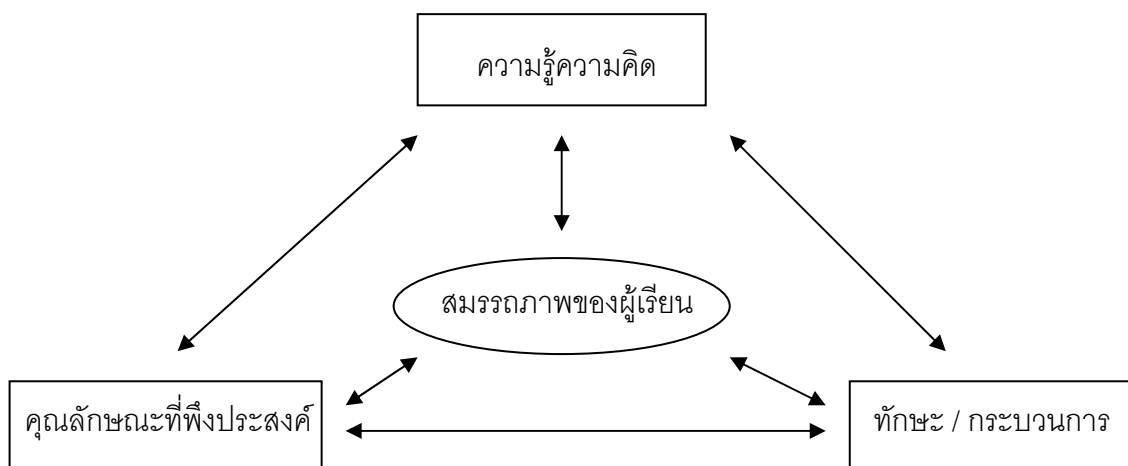 ความรู้ความคิด
สมรรถภาพของผู้เรียน
คุณลักษณะที่พึงประสงค์
ทักษะ / กระบวนการ